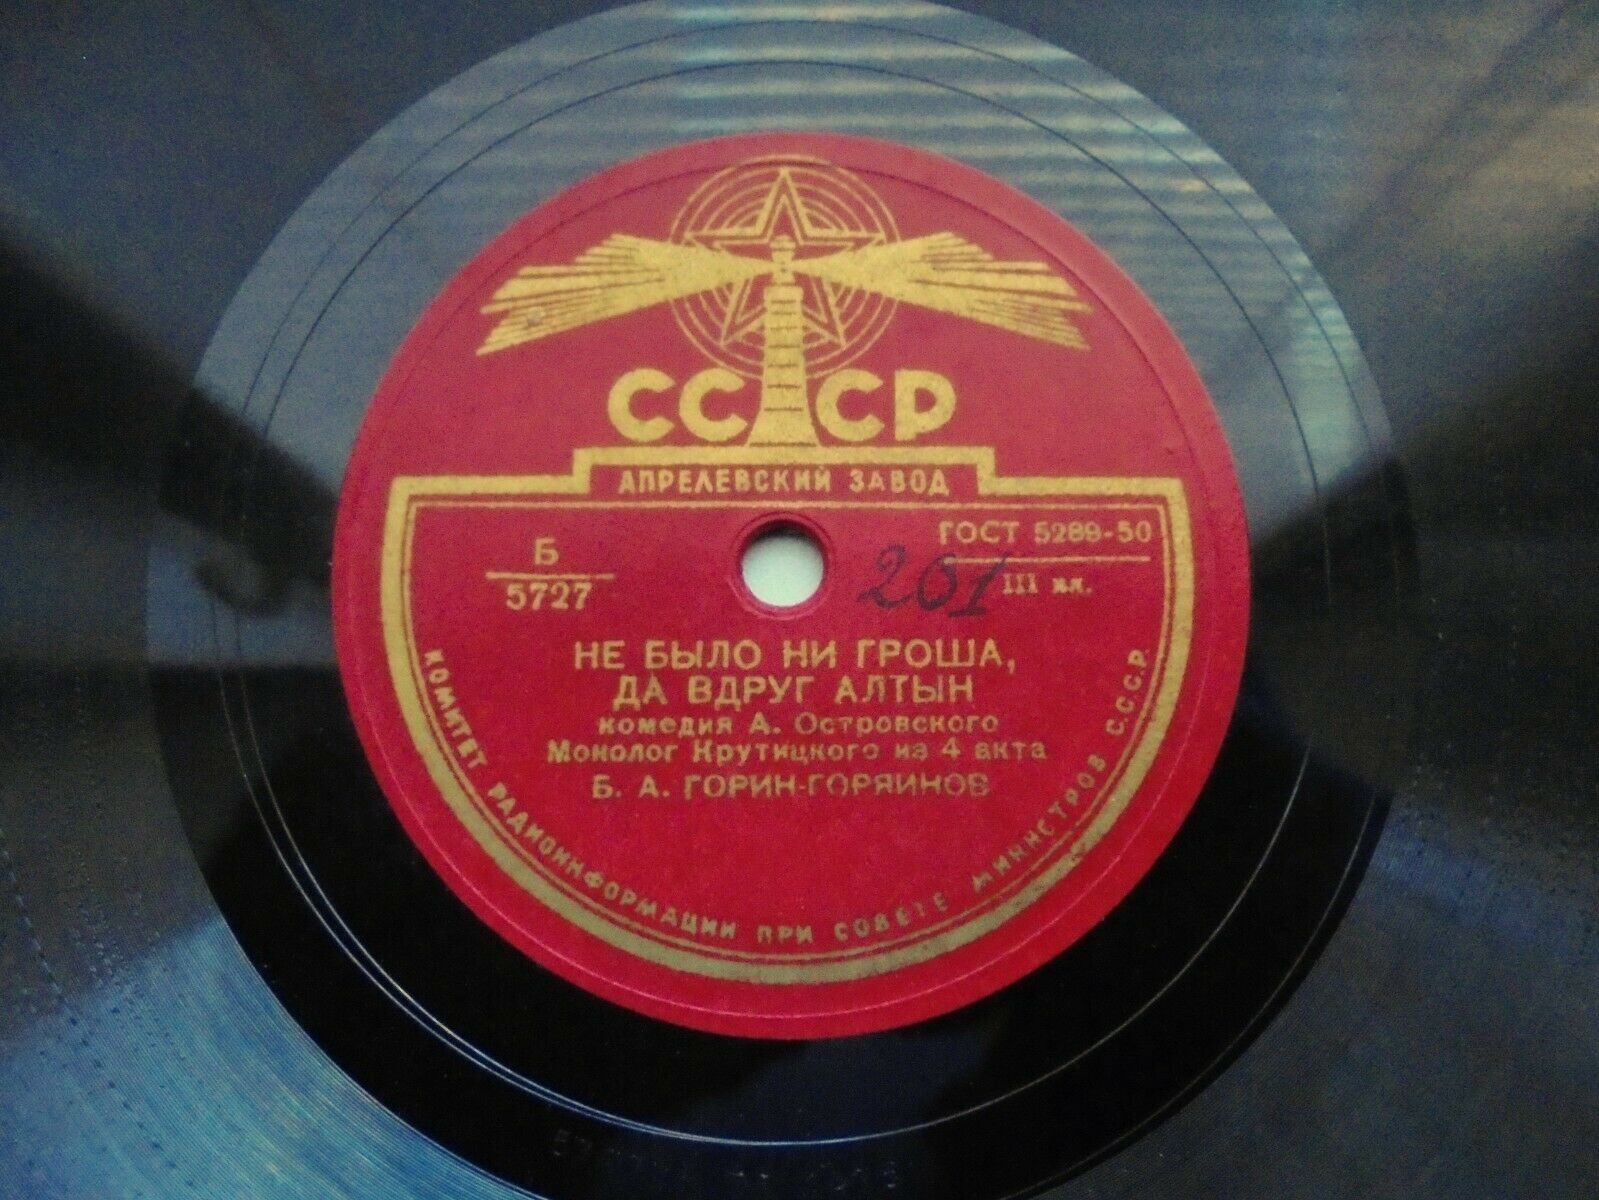 СССР
АПРЕЛЕВСКИЙ ЗАВОД
ГОСТ 5289-50
Б
5727
201
III кл.
НЕ БЫЛО НИ ГРОША,
ДА ВДРУГ АЛТЫН
комедия А. Островского
Монолог Крутицкого из 4 акта
Б. А. ГОРИН-ГОРЯИНОВ
КОМИТЕТ РАДИОИНФОРМАЦИИ ПРИ СОВЕТЕ МИНИСТРОВ С.С.С.Р.